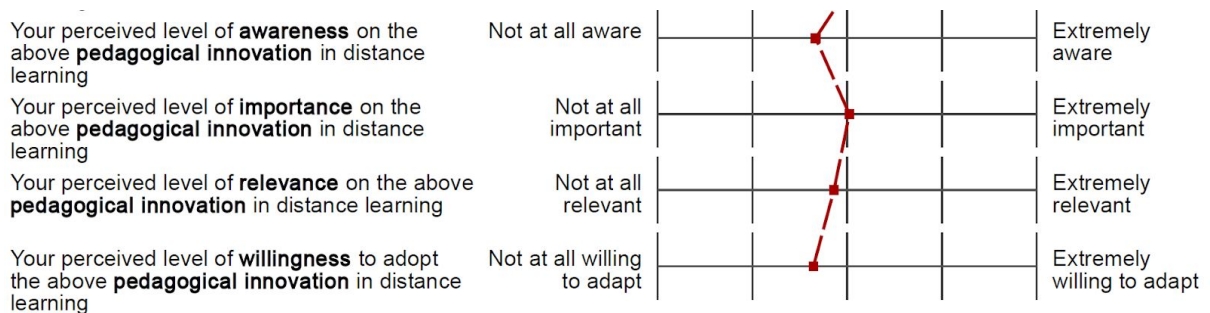 Your perceived level of awareness on the
above pedagogical innovation in distance
learning
Not at all aware
Extremely
aware
Your perceived level of importance on the
above pedagogical innovation in distance
learning
Not at all
important
Extremely
important
Your perceived level of relevance on the above
pedagogical innovation in distance learning
Not at all
relevant
Extremely
relevant
Your perceived level of willingness to adopt
the above pedagogical innovation in distance
learning
Not at all willing
to adapt
Extremely
willing to adapt